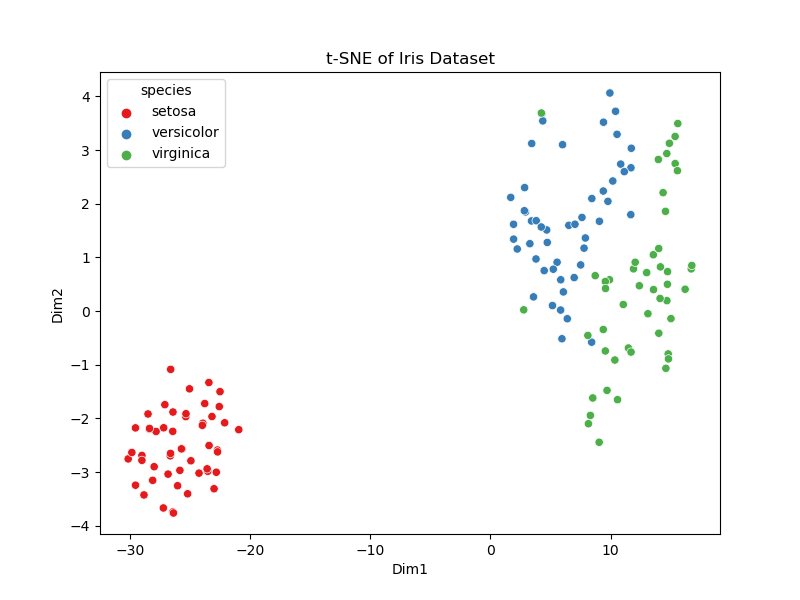 t-SNE of Iris Dataset
species
setosa
versicolor
virginica
4
3
2
1
0
−1
−2
−3
−4
Dim2
−30 −20 −10 0 10
Dim1